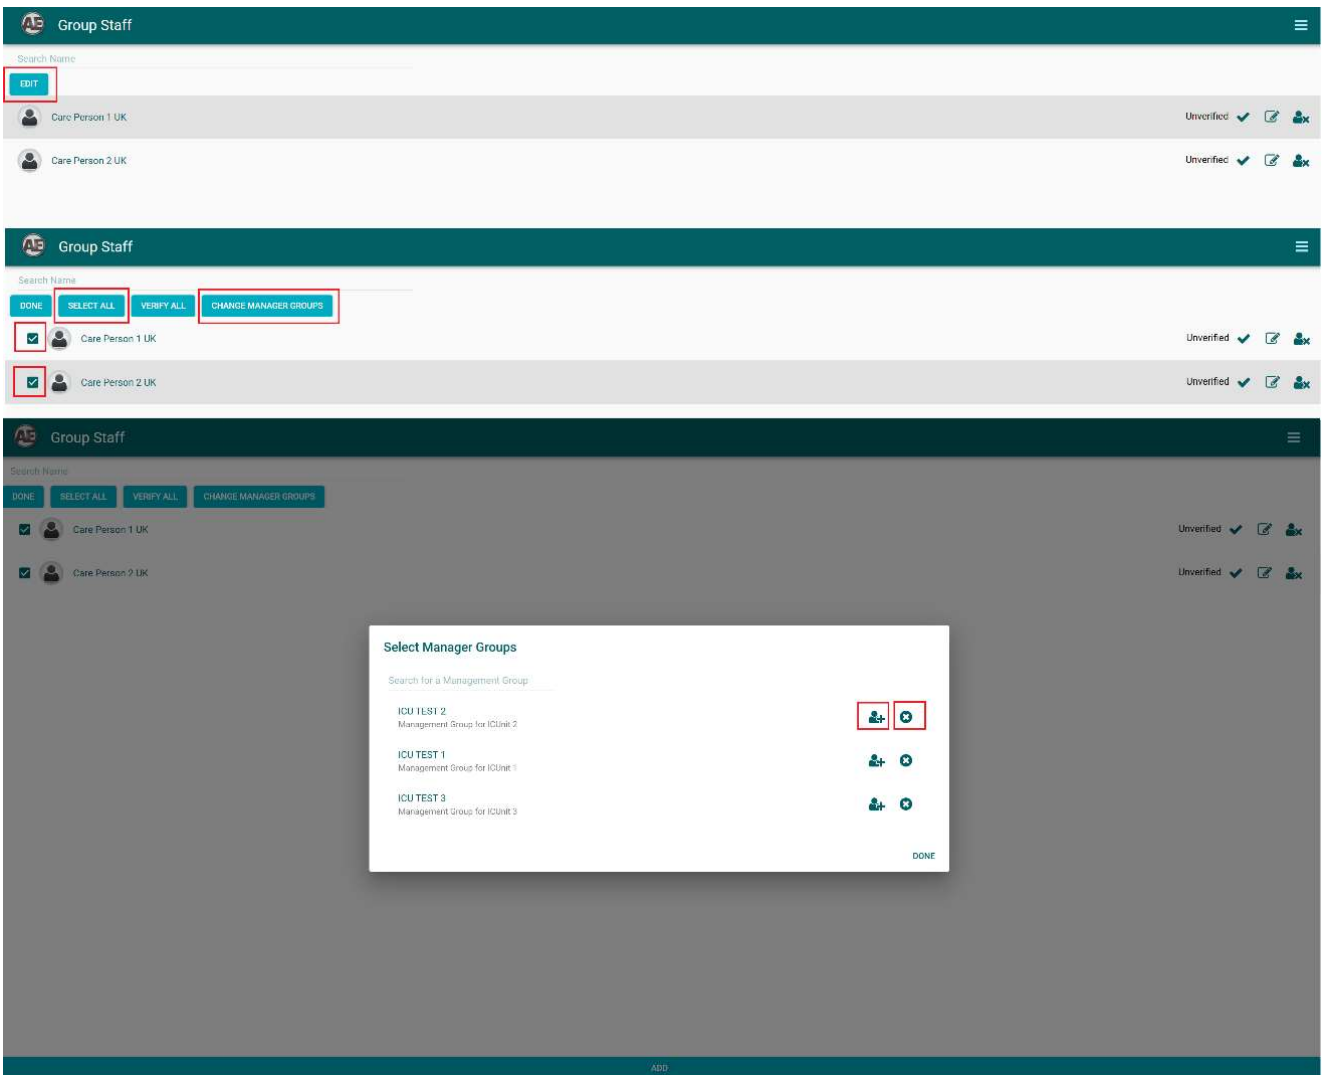 AE Group Staff
Search Name
EDIT
Care Person 1 UK Unverified
Care Person 2 UK Unverified
AE Group Staff
Search Name
DONE SELECT ALL VERIFY ALL CHANGE MANAGER GROUPS
Care Person 1 UK Unverified
Care Person 2 UK Unverified
AE Group Staff
Search Name
DONE SELECT ALL VERIFY ALL CHANGE MANAGER GROUPS
Care Person 1 UK Unverified
Care Person 2 UK Unverified
Select Manager Groups
Search for a Management Group
ICU TEST 2
Management Group for ICUnit 2
ICU TEST 1
Management Group for ICUnit 1
ICU TEST 3
Management Group for ICUnit 3
DONE
ADD